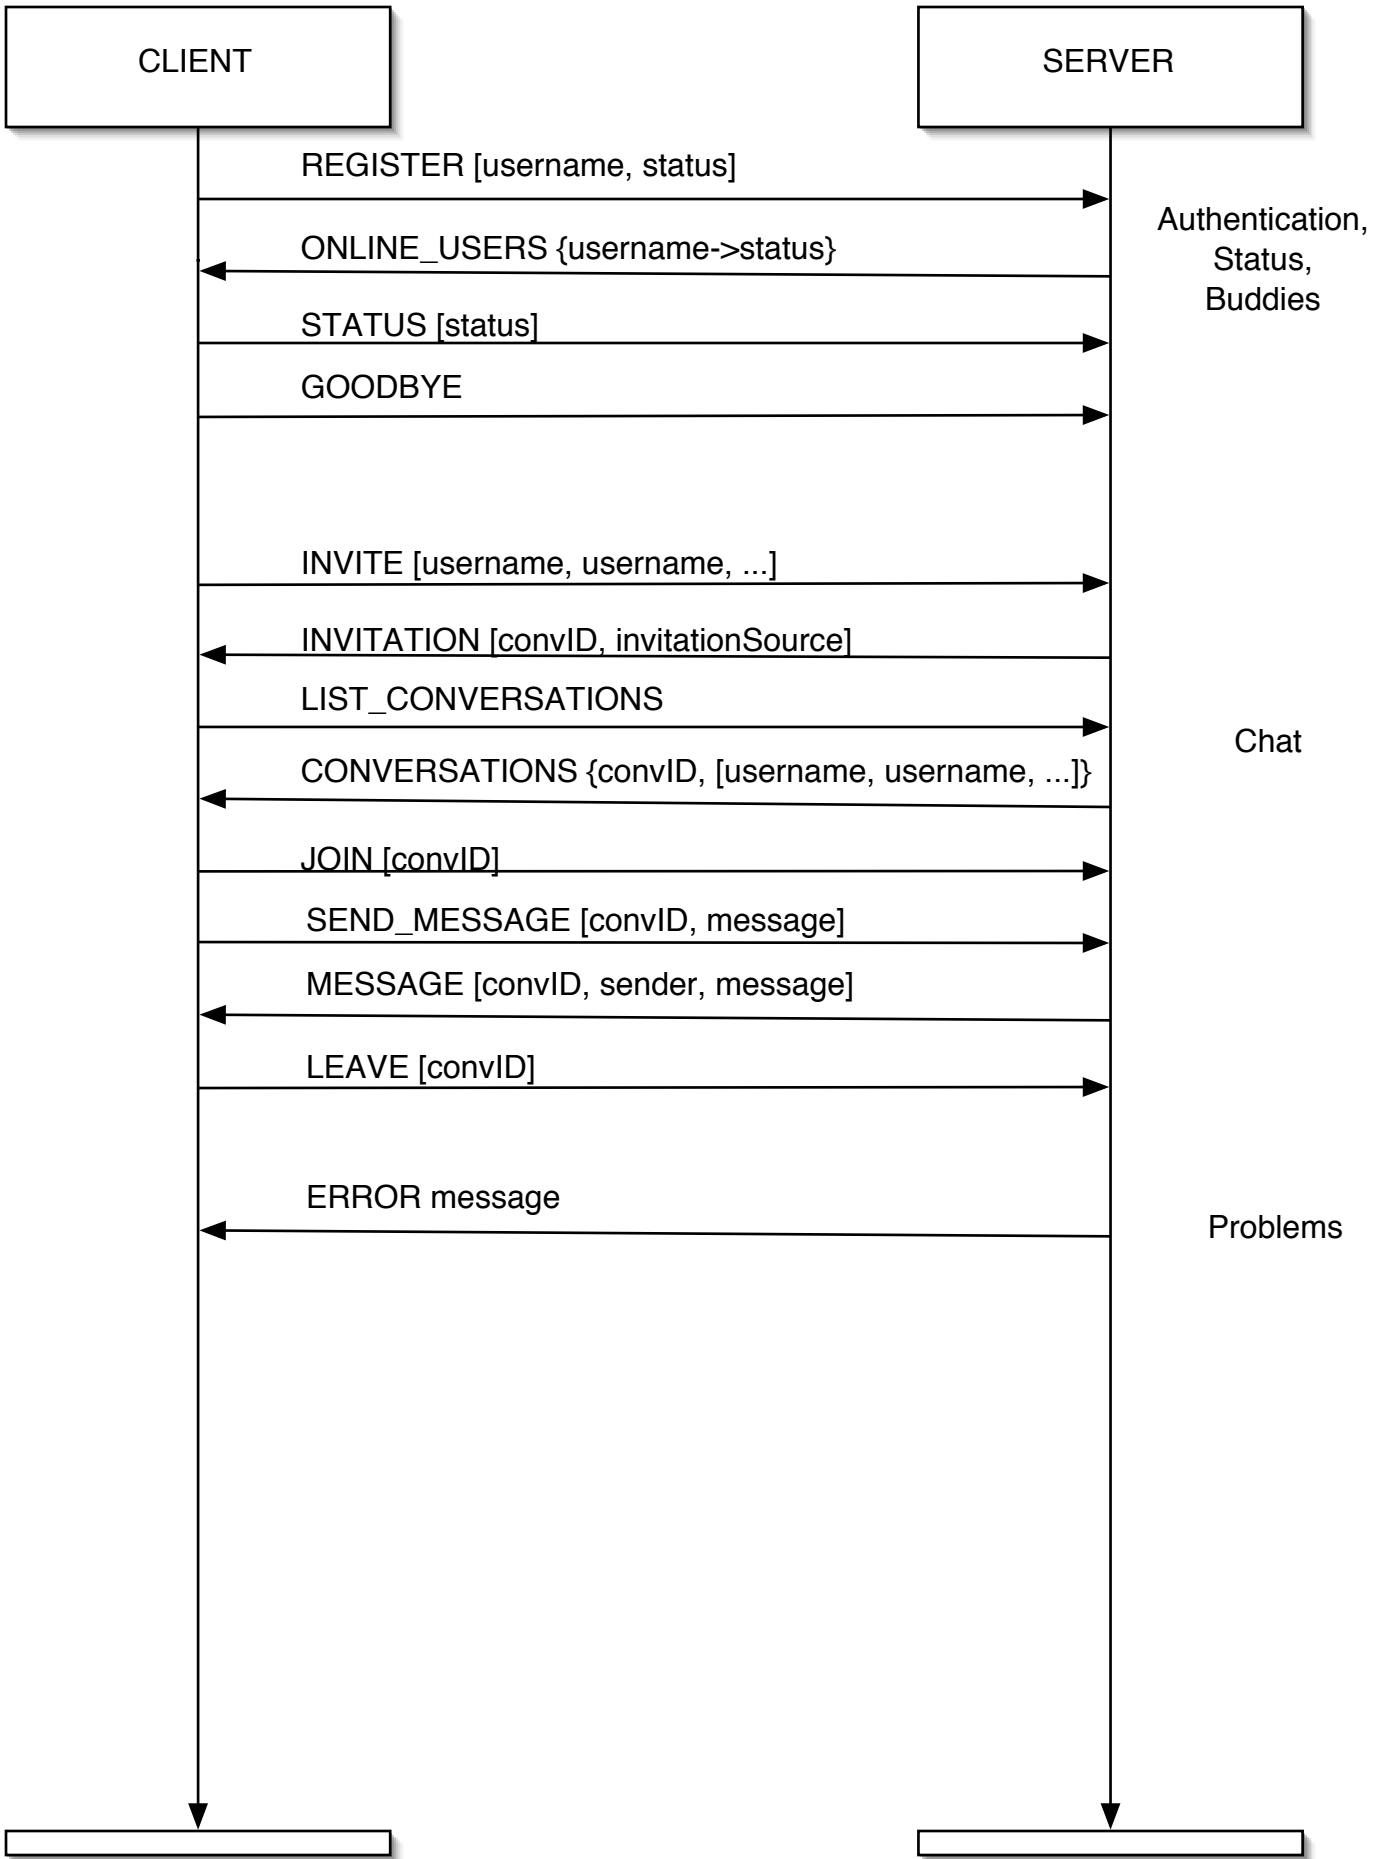 CLIENT
SERVER
REGISTER [username, status]
ONLINE_USERS {username->status}
Authentication,
Status,
Buddies
STATUS [status]
GOODBYE
INVITE [username, username, ...]
INVITATION [convID, invitationSource]
LIST_CONVERSATIONS
Chat
CONVERSATIONS {convID, [username, username, ...]}
JOIN [convID]
SEND_MESSAGE [convID, message]
MESSAGE [convID, sender, message]
LEAVE [convID]
ERROR message
Problems